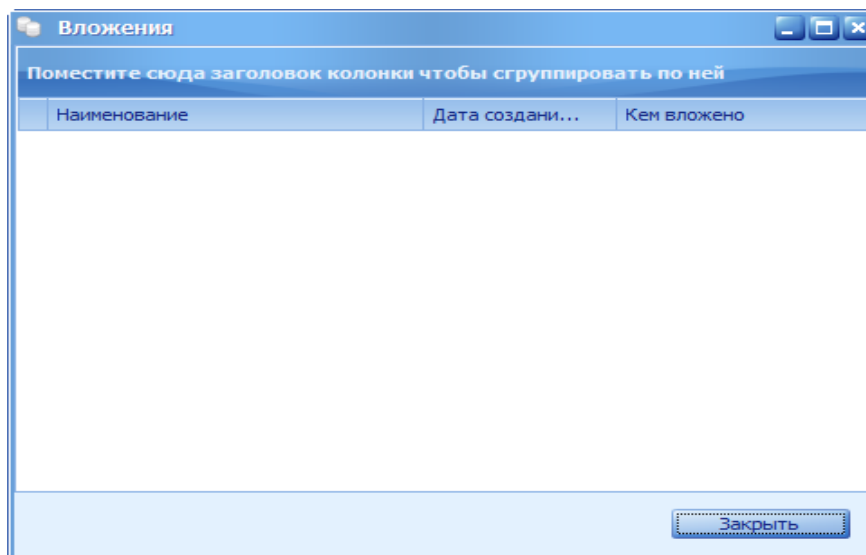 Вложения
Поместите сюда заголовок колонки чтобы сгруппировать по ней
Наименование Дата создани... Кем вложено
Закрыть